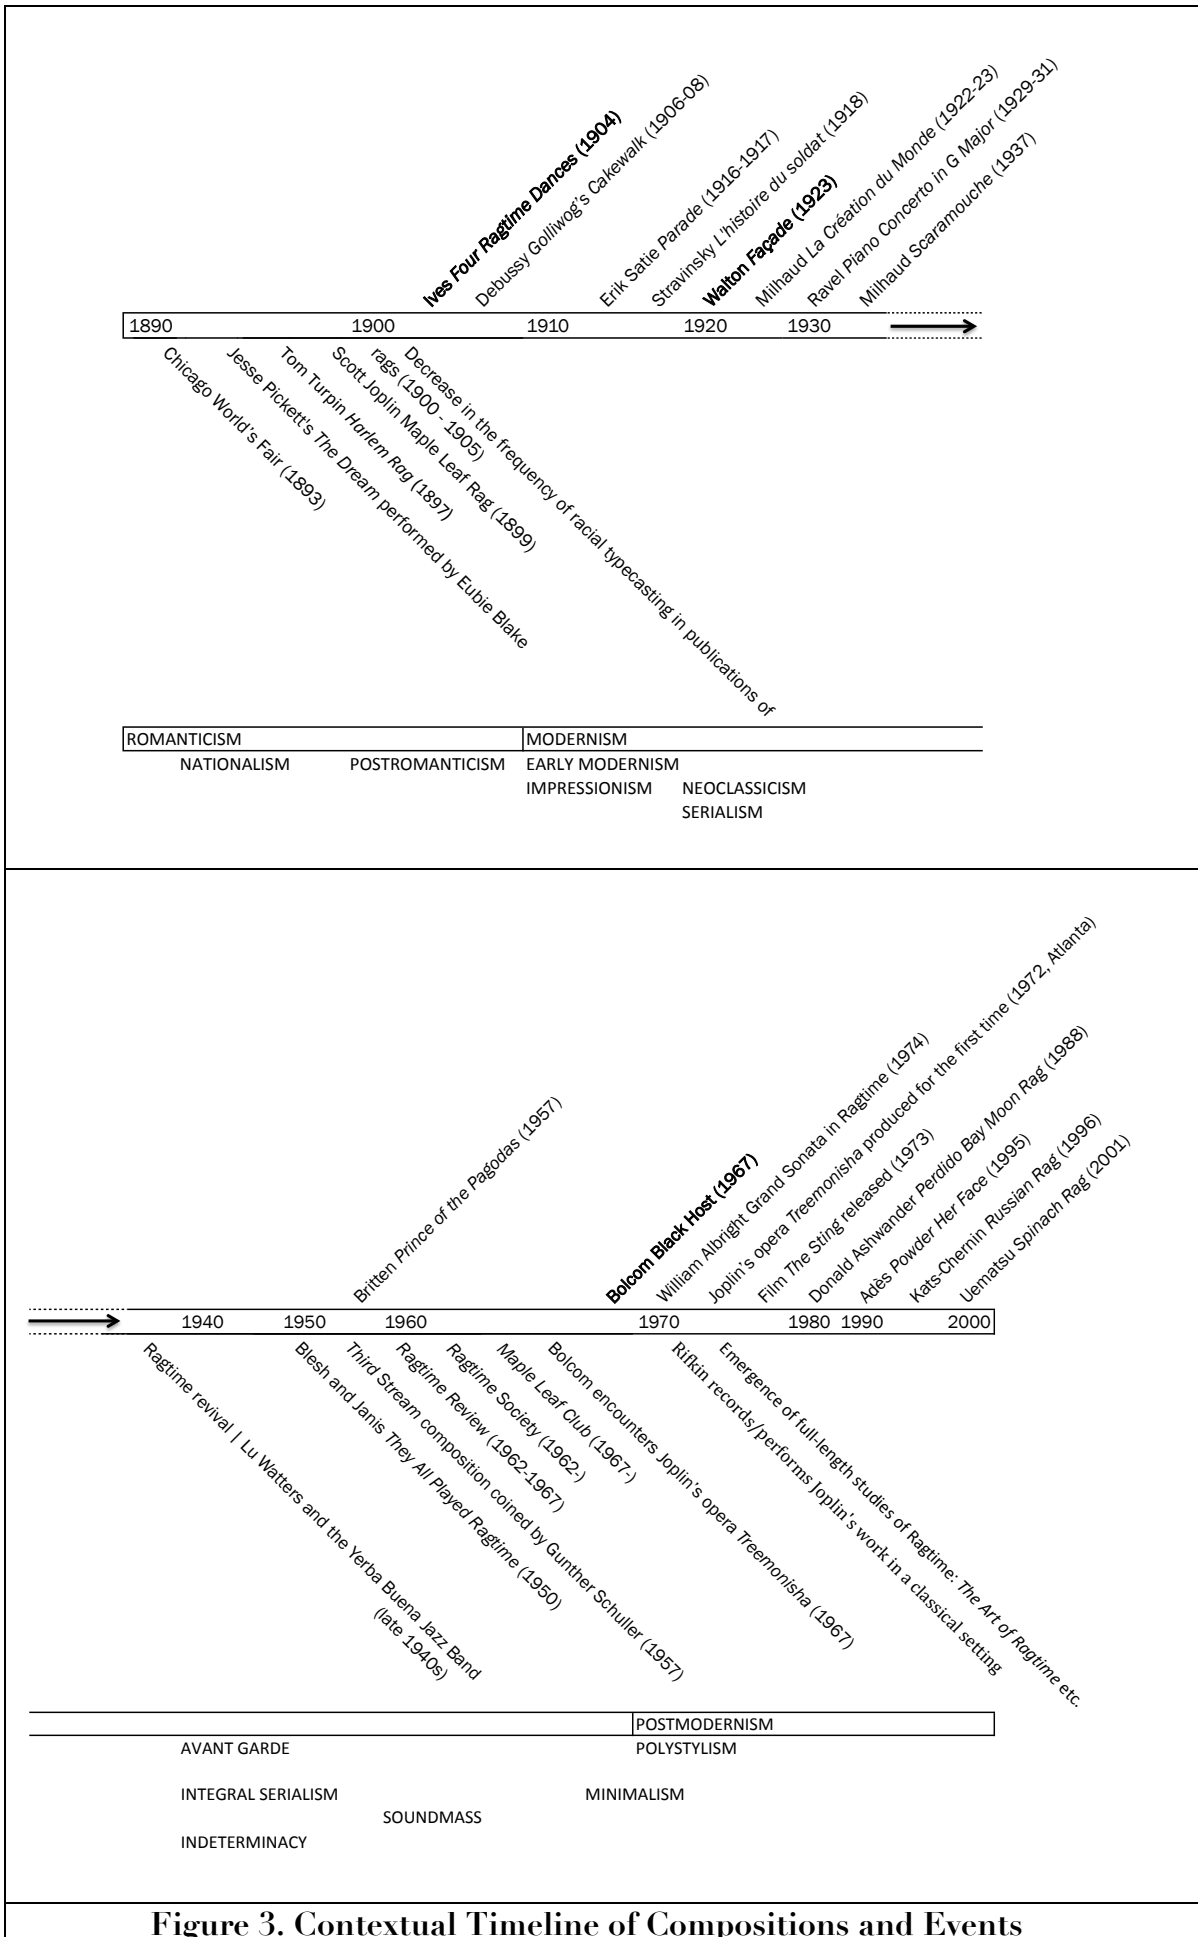 Ives Four Ragtime Dances (1904)
Debussy Golliwog's Cakewalk (1906-08)
Erik Satie Parade (1916-1917)
Stravinsky L'histoire du soldat (1918)
Walton Façade (1923)
Milhaud La Création du Monde (1922-23)
Ravel Piano Concerto in G Major (1929-31)
Milhaud Scaramouche (1937)
1890 1900 1910 1920 1930
Chicago World's Fair (1893)
Jesse Pickett's The Dream performed by Eubie Blake
Tom Turpin Harlem Rag (1897)
Scott Joplin Maple Leaf Rag (1899)
Decrease in the frequency of racial typecasting in publications of
rags (1900 - 1905)
ROMANTICISM MODERNISM
NATIONALISM POSTROMANTICISM EARLY MODERNISM
IMPRESSIONISM NEOCLASSICISM
SERIALISM
Britten Prince of the Pagodas (1957)
Bolcom Black Host (1967)
William Albright Grand Sonata in Ragtime (1974)
Joplin's opera Treemonisha produced for the first time (1972, Atlanta)
Film The Sting released (1973)
Donald Ashwander Perdido Bay Moon Rag (1988)
Adès Powder Her Face (1995)
Kats-Chernin Russian Rag (1996)
Uematsu Spinach Rag (2001)
1940 1950 1960 1970 1980 1990 2000
Ragtime revival | Lu Watters and the Yerba Buena Jazz Band
(late 1940s)
Blesh and Janis They All Played Ragtime (1950)
Third Stream composition coined by Gunther Schuller (1957)
Ragtime Review (1962-1967)
Ragtime Society (1962-)
Maple Leaf Club (1967-)
Bolcom encounters Joplin's opera Treemonisha (1967)
Rifkin records/performs Joplin's work in a classical setting
Emergence of full-length studies of Ragtime: The Art of Ragtime etc.
POSTMODERNISM
AVANT GARDE POLYSTYLISM
INTEGRAL SERIALISM MINIMALISM
SOUNDMASS
INDETERMINACY
Figure 3. Contextual Timeline of Compositions and Events